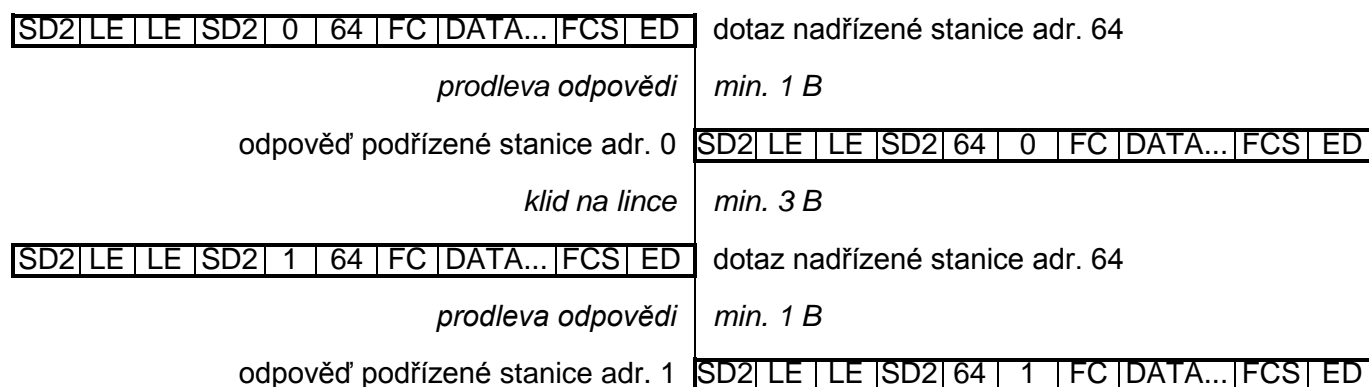 SD2 LE LE SD2 0 64 FC DATA... FCS ED dotaz nadřízené stanice adr. 64
prodleva odpovědi min. 1 B
odpověď podřízené stanice adr. 0 SD2 LE LE SD2 64 0 FC DATA... FCS ED
klid na lince min. 3 B
SD2 LE LE SD2 1 64 FC DATA... FCS ED dotaz nadřízené stanice adr. 64
prodleva odpovědi min. 1 B
odpověď podřízené stanice adr. 1 SD2 LE LE SD2 64 1 FC DATA... FCS ED